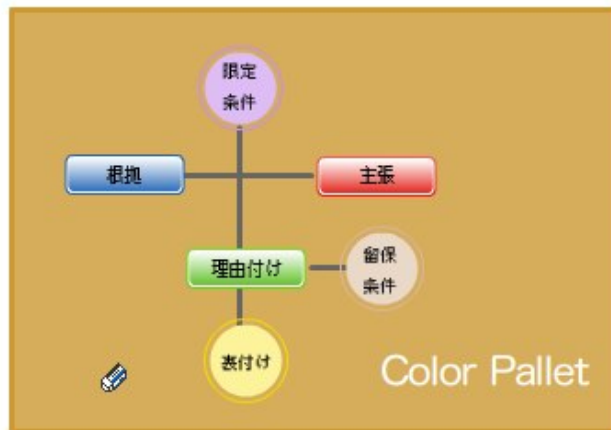 限定
条件
根拠
主張
理由付け
留保
条件
裏付け
Color Pallet